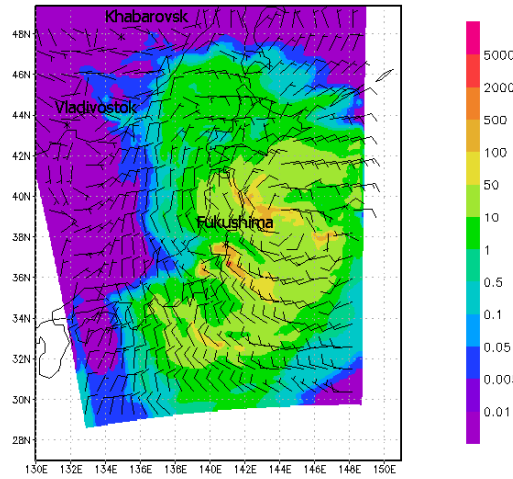 Khabarovsk
48N
46N
Vladivostok
44N
42N
40N
Fukushima
38N
36N
34N
32N
30N
28N
130E 132E 134E 136E 138E 140E 142E 144E 146E 148E 150E
5000
2000
500
100
50
10
1
0.5
0.1
0.05
0.005
0.01